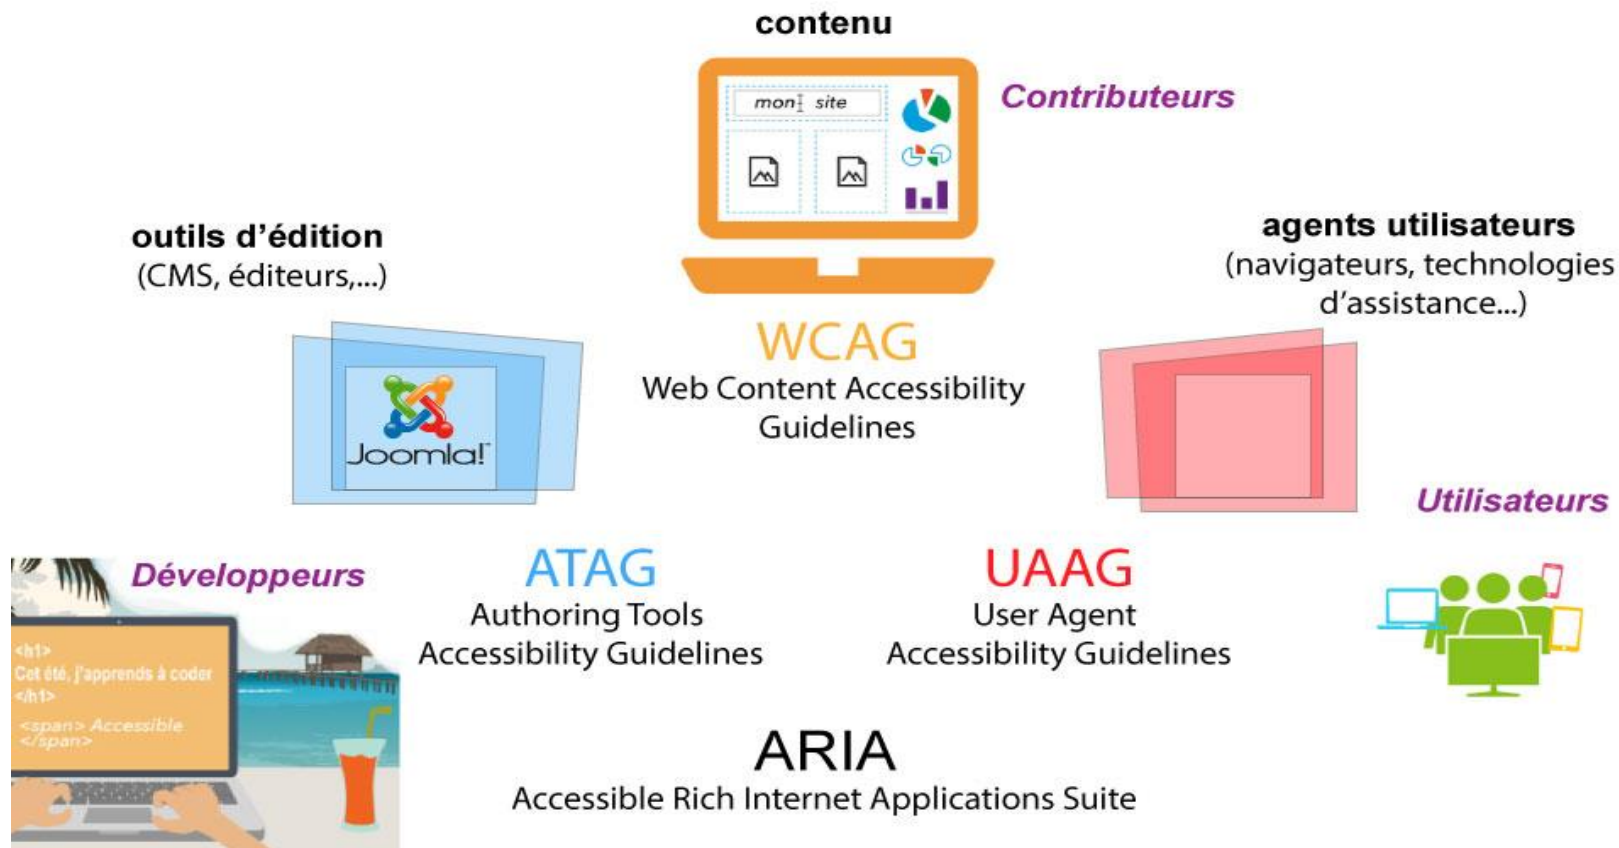 contenu
mon site
Contributeurs
outils d'édition
(CMS, éditeurs,...)
agents utilisateurs
(navigateurs, technologies
d'assistance...)
WCAG
Web Content Accessibility
Guidelines
Joomla!™
Utilisateurs
Développeurs
<h1>
Cet été, j'apprends à coder
</h1>
<span> Accessible
</span>
ATAG
Authoring Tools
Accessibility Guidelines
UAAG
User Agent
Accessibility Guidelines
ARIA
Accessible Rich Internet Applications Suite